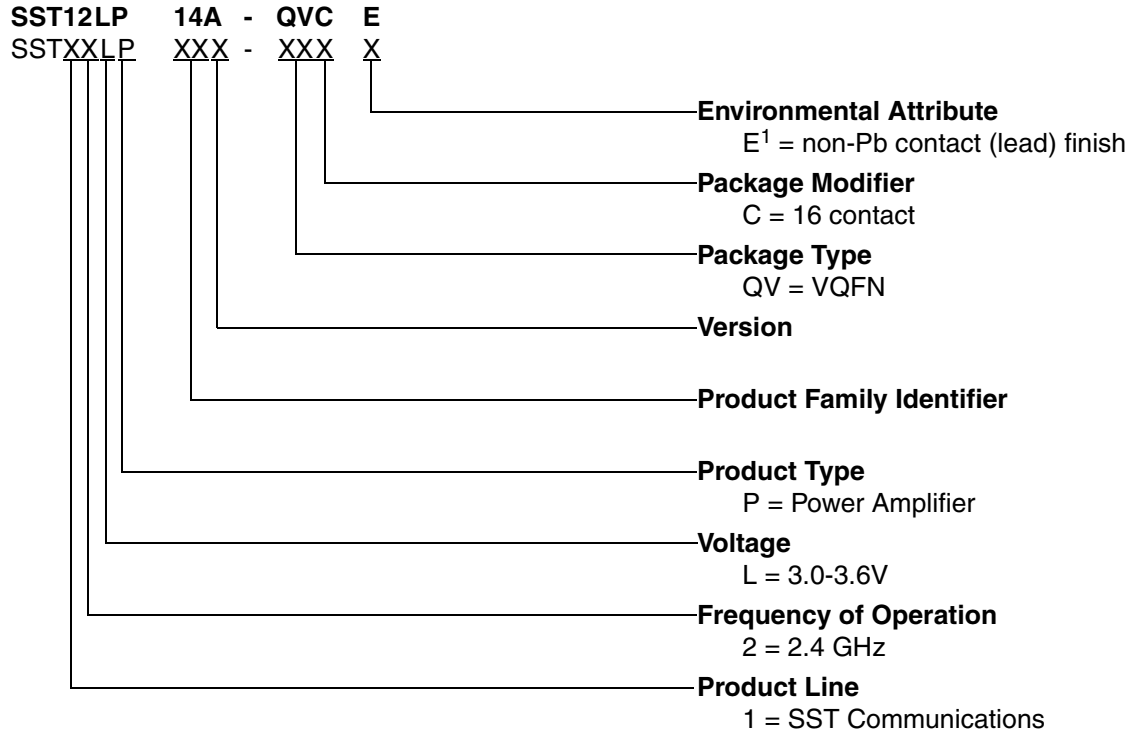 SST12LP 14A - QVC E
SSTXXLP XXX - XXX X
Environmental Attribute
E¹ = non-Pb contact (lead) finish
Package Modifier
C = 16 contact
Package Type
QV = VQFN
Version
Product Family Identifier
Product Type
P = Power Amplifier
Voltage
L = 3.0-3.6V
Frequency of Operation
2 = 2.4 GHz
Product Line
1 = SST Communications